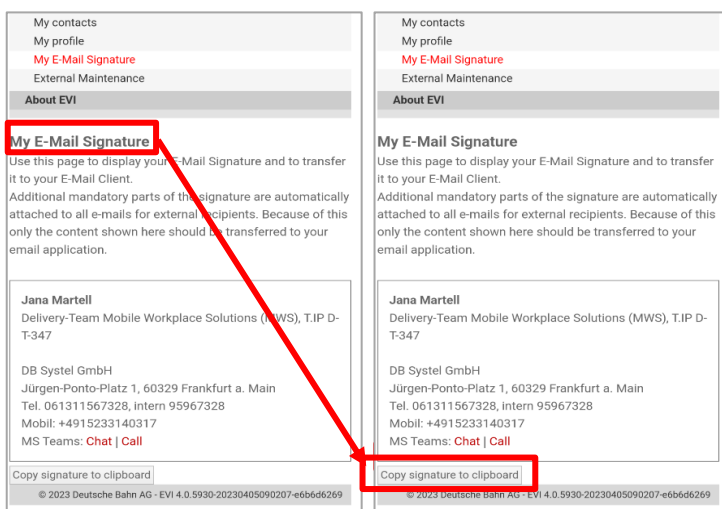 My contacts
My profile
My E-Mail Signature
External Maintenance
About EVI
My E-Mail Signature
Use this page to display your E-Mail Signature and to transfer
it to your E-Mail Client.
Additional mandatory parts of the signature are automatically
attached to all e-mails for external recipients. Because of this
only the content shown here should be transferred to your
email application.
Jana Martell
Delivery-Team Mobile Workplace Solutions (MWS), T.IP D-
T-347
DB Systel GmbH
Jürgen-Ponto-Platz 1, 60329 Frankfurt a. Main
Tel. 061311567328, intern 95967328
Mobil: +4915233140317
MS Teams: Chat | Call
Copy signature to clipboard
© 2023 Deutsche Bahn AG - EVI 4.0.5930-20230405090207-e6b6d6269
My contacts
My profile
My E-Mail Signature
External Maintenance
About EVI
My E-Mail Signature
Use this page to display your E-Mail Signature and to transfer
it to your E-Mail Client.
Additional mandatory parts of the signature are automatically
attached to all e-mails for external recipients. Because of this
only the content shown here should be transferred to your
email application.
Jana Martell
Delivery-Team Mobile Workplace Solutions (MWS), T.IP D-
T-347
DB Systel GmbH
Jürgen-Ponto-Platz 1, 60329 Frankfurt a. Main
Tel. 061311567328, intern 95967328
Mobil: +4915233140317
MS Teams: Chat | Call
Copy signature to clipboard
© 2023 Deutsche Bahn AG - EVI 4.0.5930-20230405090207-e6b6d6269